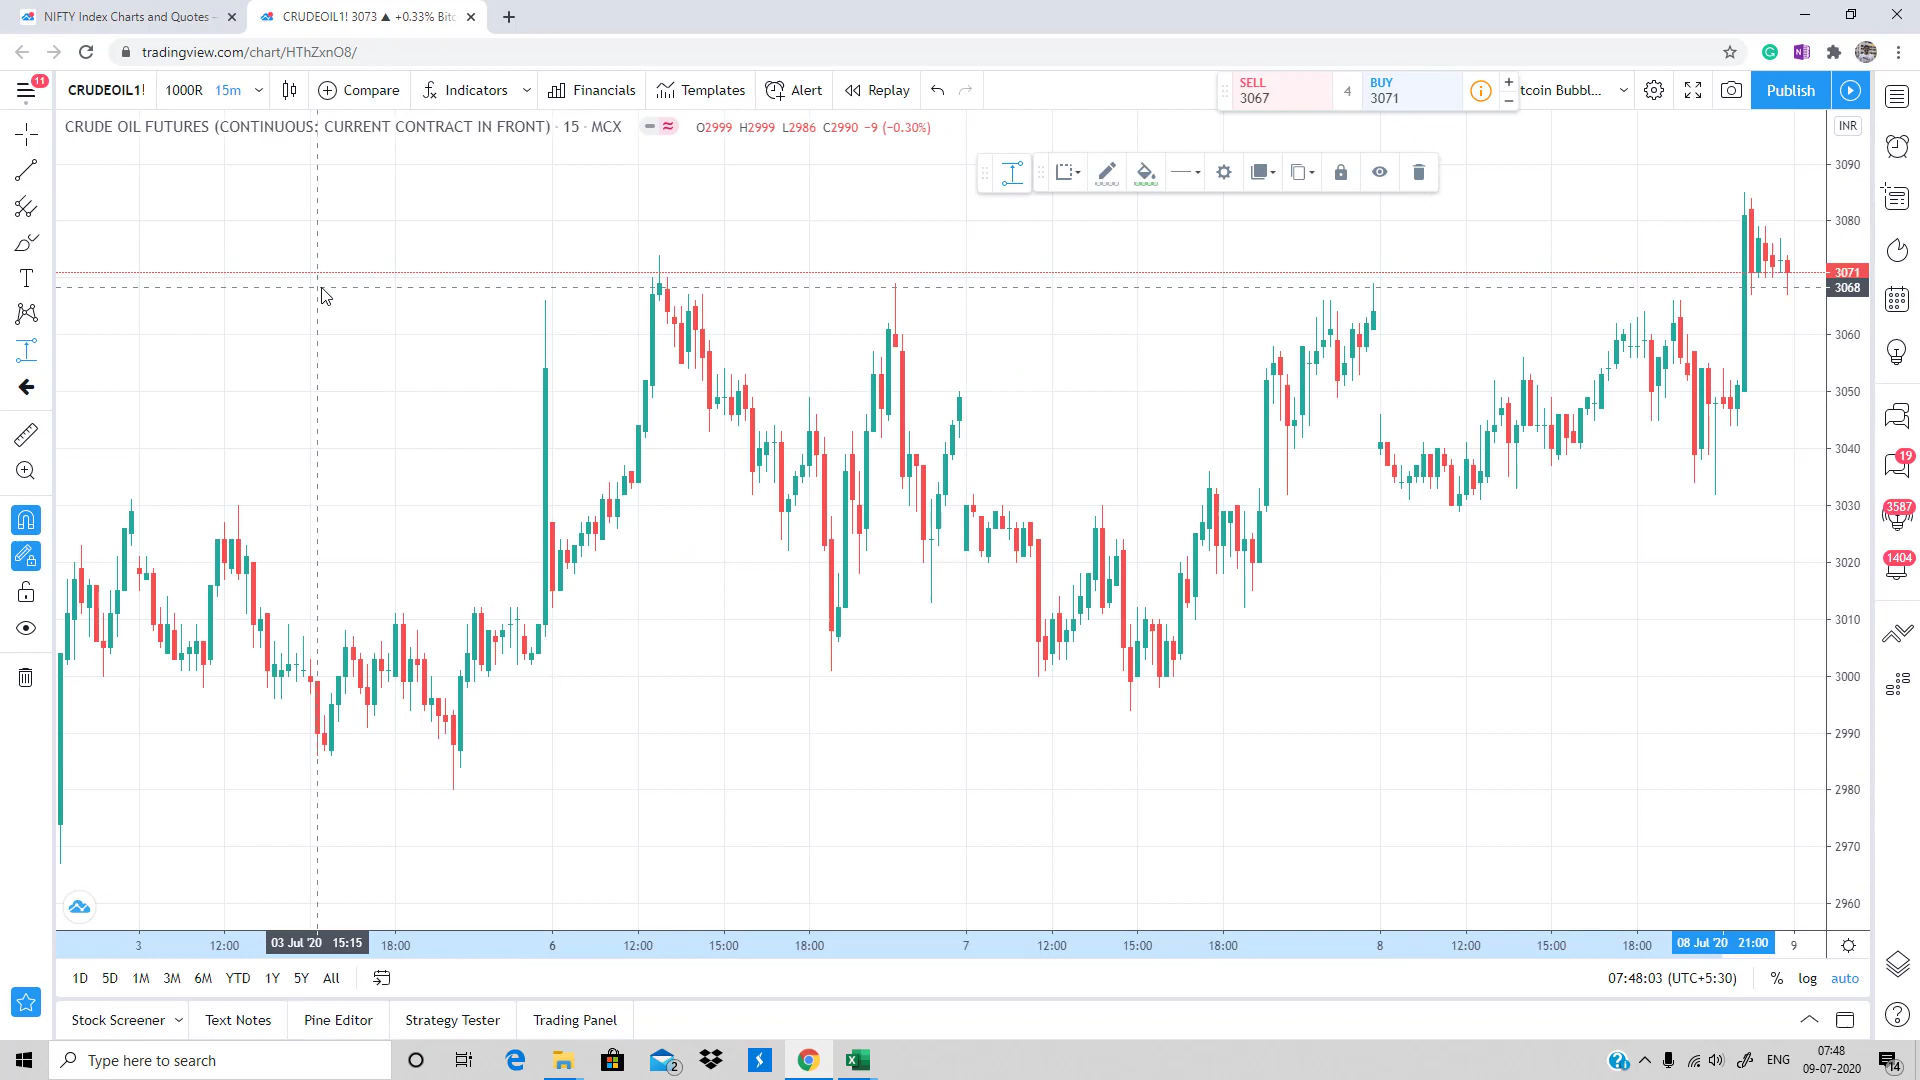 NIFTY Index Charts and Quotes
CRUDEOIL1! 3073 ▲ +0.33% Bitc
tradingview.com/chart/HThZxnO8/
11
CRUDEOIL1! 1000R 15m Compare Indicators Financials Templates Alert Replay
SELL
3067
4
BUY
3071
tcoin Bubbl...
Publish
CRUDE OIL FUTURES (CONTINUOUS: CURRENT CONTRACT IN FRONT) · 15 · MCX
O2999 H2999 L2986 C2990 −9 (−0.30%)
INR
3090
3080
3071
3068
3060
3050
3040
3030
3020
3010
3000
2990
2980
2970
2960
19
3587
1404
3 12:00 03 Jul '20 15:15 18:00 6 12:00 15:00 18:00 7 12:00 15:00 18:00 8 12:00 15:00 18:00 08 Jul '20 21:00 9
1D 5D 1M 3M 6M YTD 1Y 5Y All
07:48:03 (UTC+5:30) % log auto
Stock Screener Text Notes Pine Editor Strategy Tester Trading Panel
Type here to search
2
ENG
07:48
09-07-2020
14